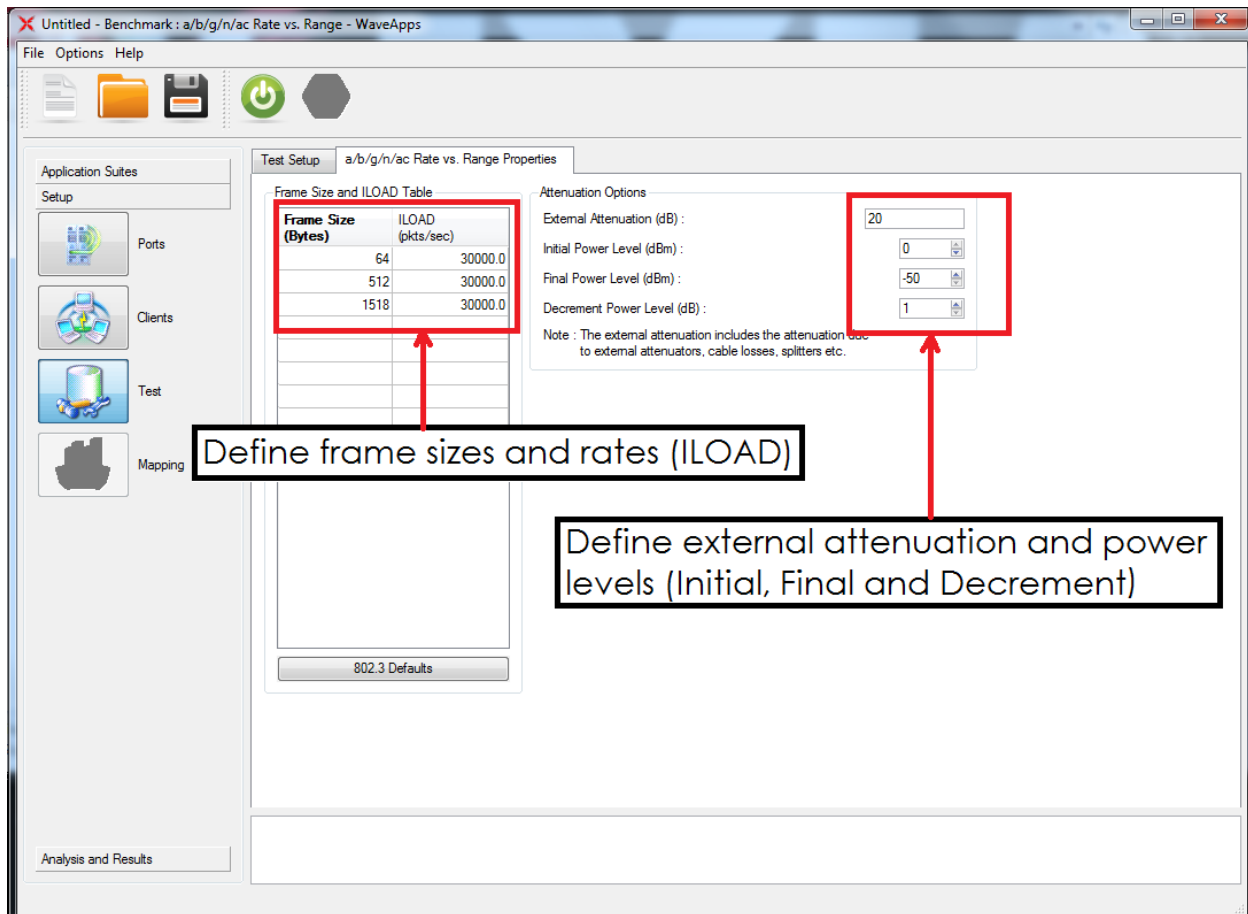 Untitled - Benchmark : a/b/g/n/ac Rate vs. Range - WaveApps
File Options Help
Application Suites
Setup
Ports
Clients
Test
Mapping
Analysis and Results
Test Setup
a/b/g/n/ac Rate vs. Range Properties
Frame Size and ILOAD Table
Frame Size (Bytes)
ILOAD (pkts/sec)
64 30000.0
512 30000.0
1518 30000.0
802.3 Defaults
Attenuation Options
External Attenuation (dB) : 20
Initial Power Level (dBm) : 0
Final Power Level (dBm) : -50
Decrement Power Level (dB) : 1
Note : The external attenuation includes the attenuation due
to external attenuators, cable losses, splitters etc.
Define frame sizes and rates (ILOAD)
Define external attenuation and power
levels (Initial, Final and Decrement)